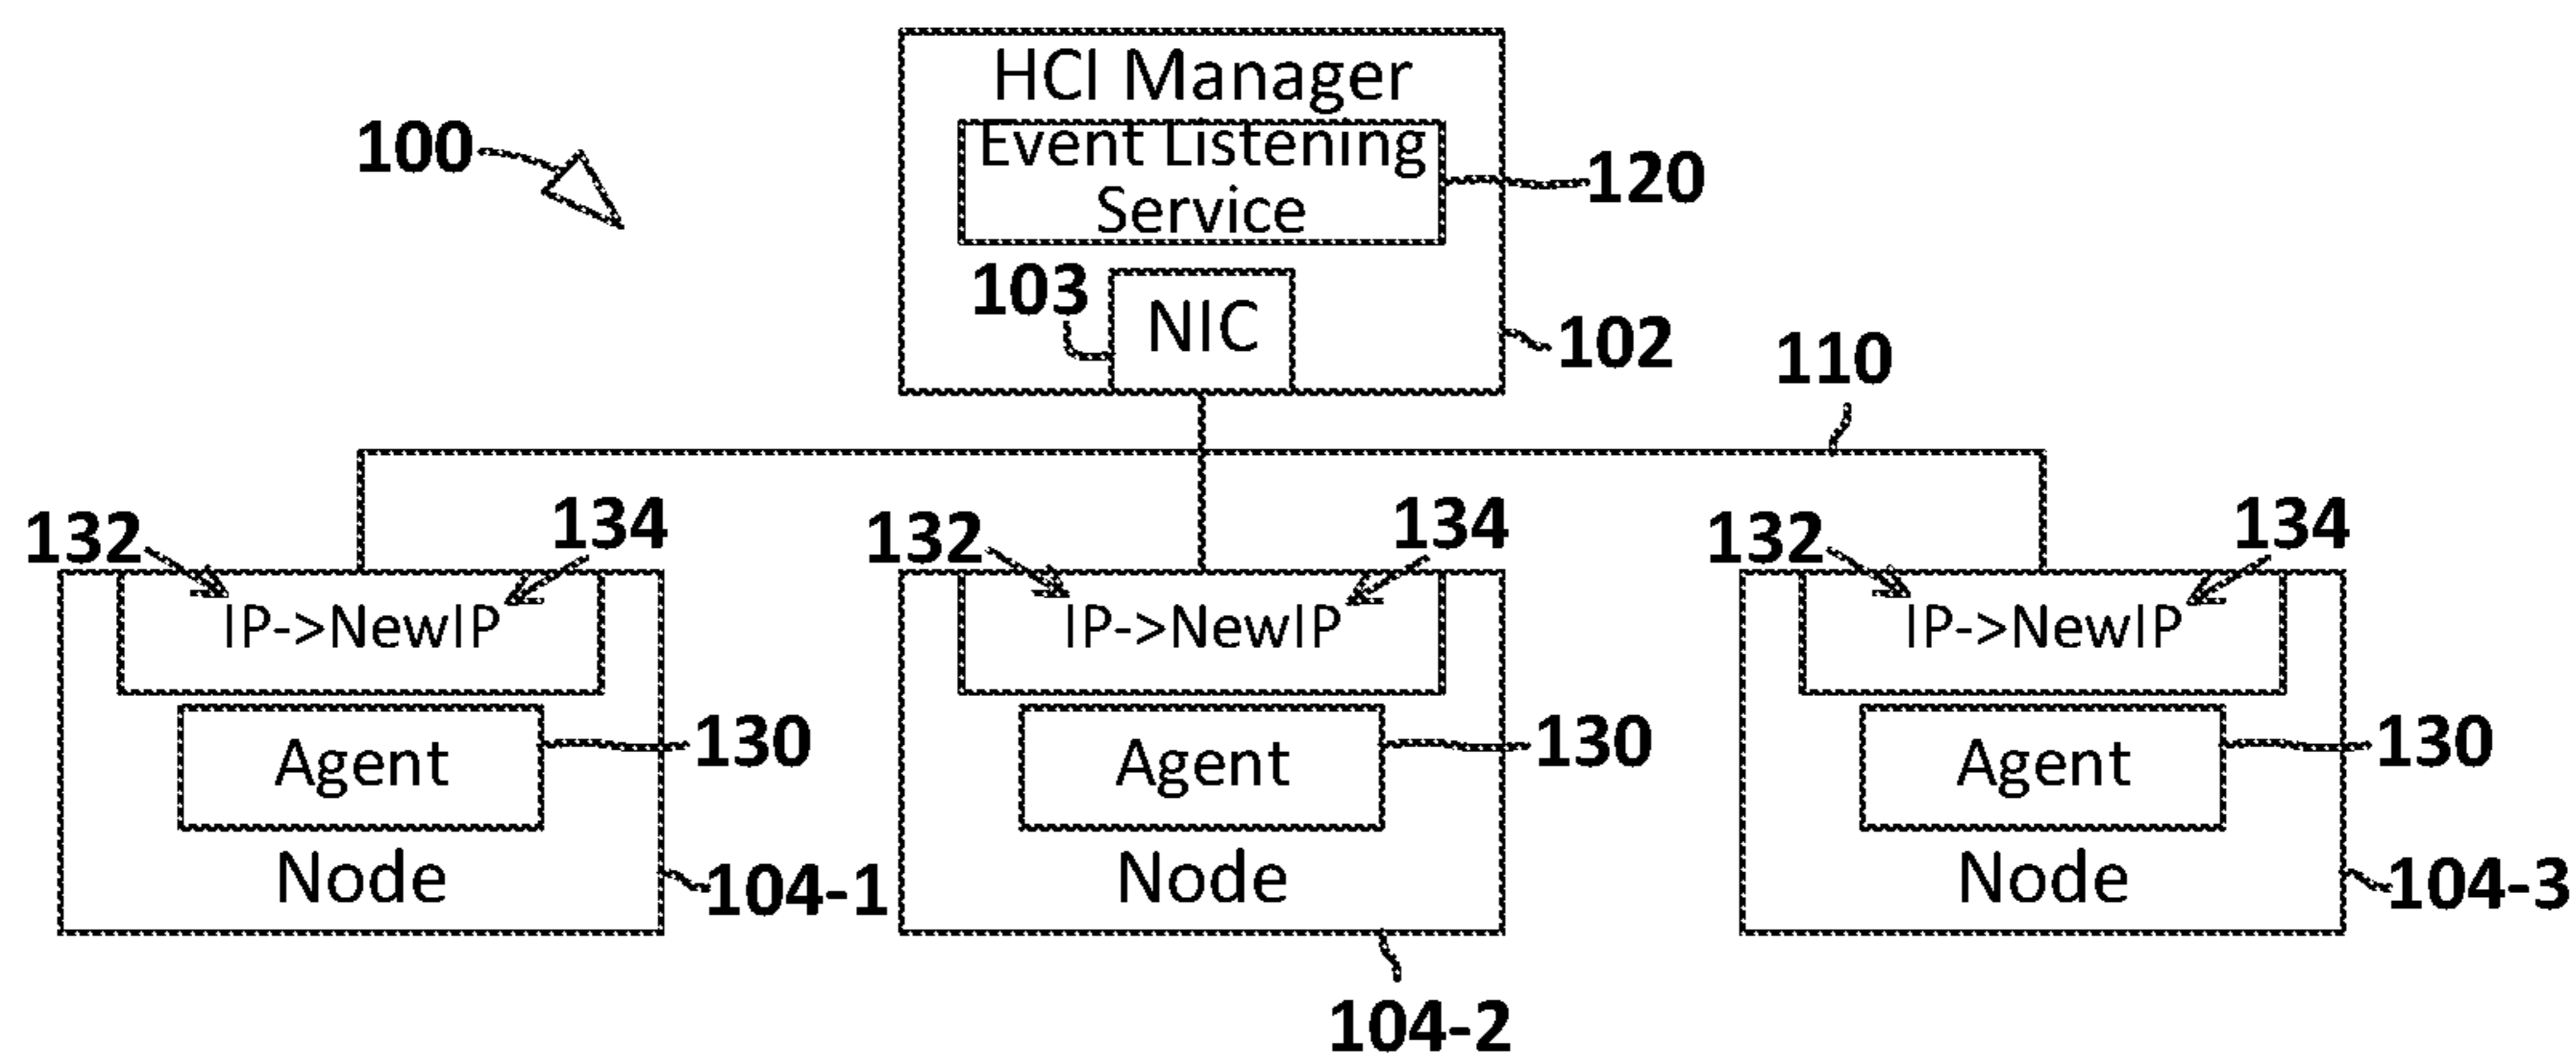 HCI Manager
100
Event Listening
Service
120
103
NIC
102
110
132
134
132
134
132
134
IP->NewIP
IP->NewIP
IP->NewIP
Agent
130
Agent
130
Agent
130
Node
104-1
Node
104-2
Node
104-3